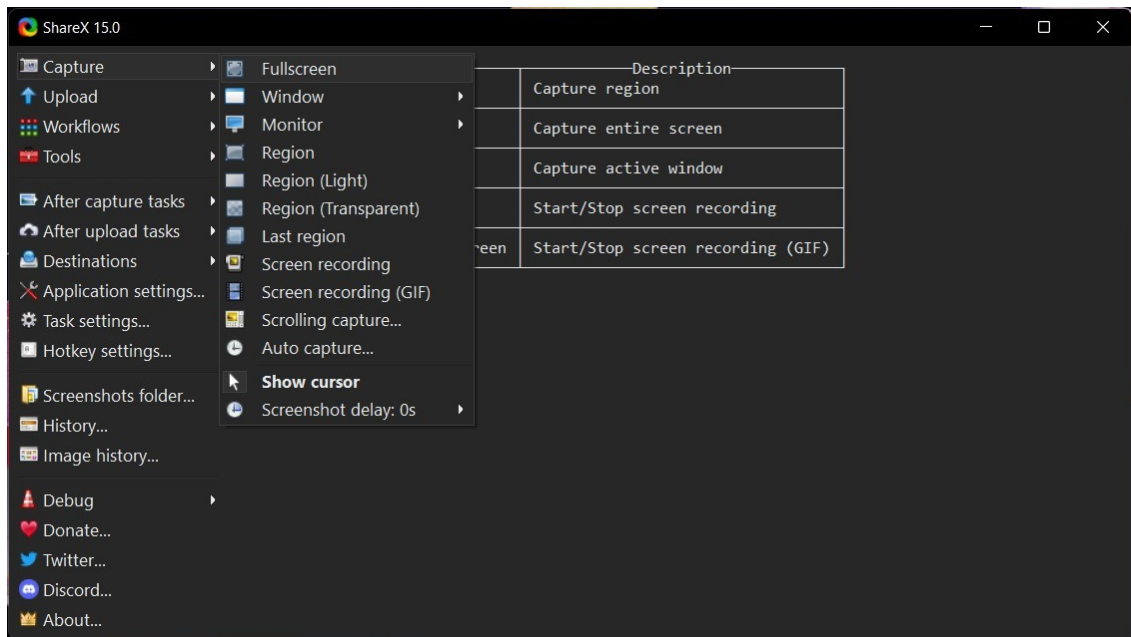 ShareX 15.0
Capture
Upload
Workflows
Tools
After capture tasks
After upload tasks
Destinations
Application settings...
Task settings...
Hotkey settings...
Screenshots folder...
History...
Image history...
Debug
Donate...
Twitter...
Discord...
About...
Fullscreen
Window
Monitor
Region
Region (Light)
Region (Transparent)
Last region
Screen recording
Screen recording (GIF)
Scrolling capture...
Auto capture...
Show cursor
Screenshot delay: 0s
Description
Capture region
Capture entire screen
Capture active window
Start/Stop screen recording
Start/Stop screen recording (GIF)